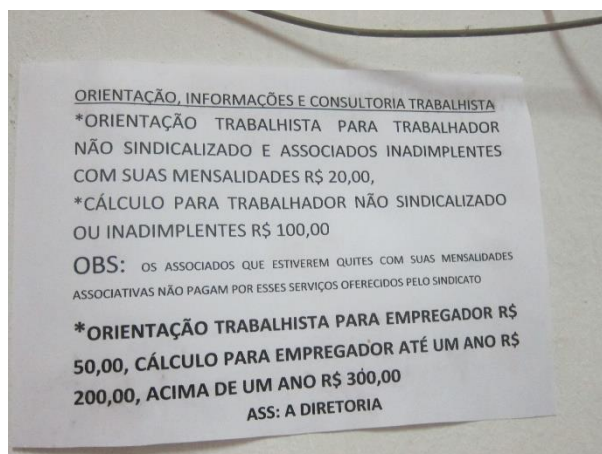 ORIENTAÇÃO, INFORMAÇÕES E CONSULTORIA TRABALHISTA
*ORIENTAÇÃO TRABALHISTA PARA TRABALHADOR
NÃO SINDICALIZADO E ASSOCIADOS INADIMPLENTES
COM SUAS MENSALIDADES R$ 20,00,
*CÁLCULO PARA TRABALHADOR NÃO SINDICALIZADO
OU INADIMPLENTES R$ 100,00
OBS: OS ASSOCIADOS QUE ESTIVEREM QUITES COM SUAS MENSALIDADES
ASSOCIATIVAS NÃO PAGAM POR ESSES SERVIÇOS OFERECIDOS PELO SINDICATO
*ORIENTAÇÃO TRABALHISTA PARA EMPREGADOR R$
50,00, CÁLCULO PARA EMPREGADOR ATÉ UM ANO R$
200,00, ACIMA DE UM ANO R$ 300,00
ASS: A DIRETORIA